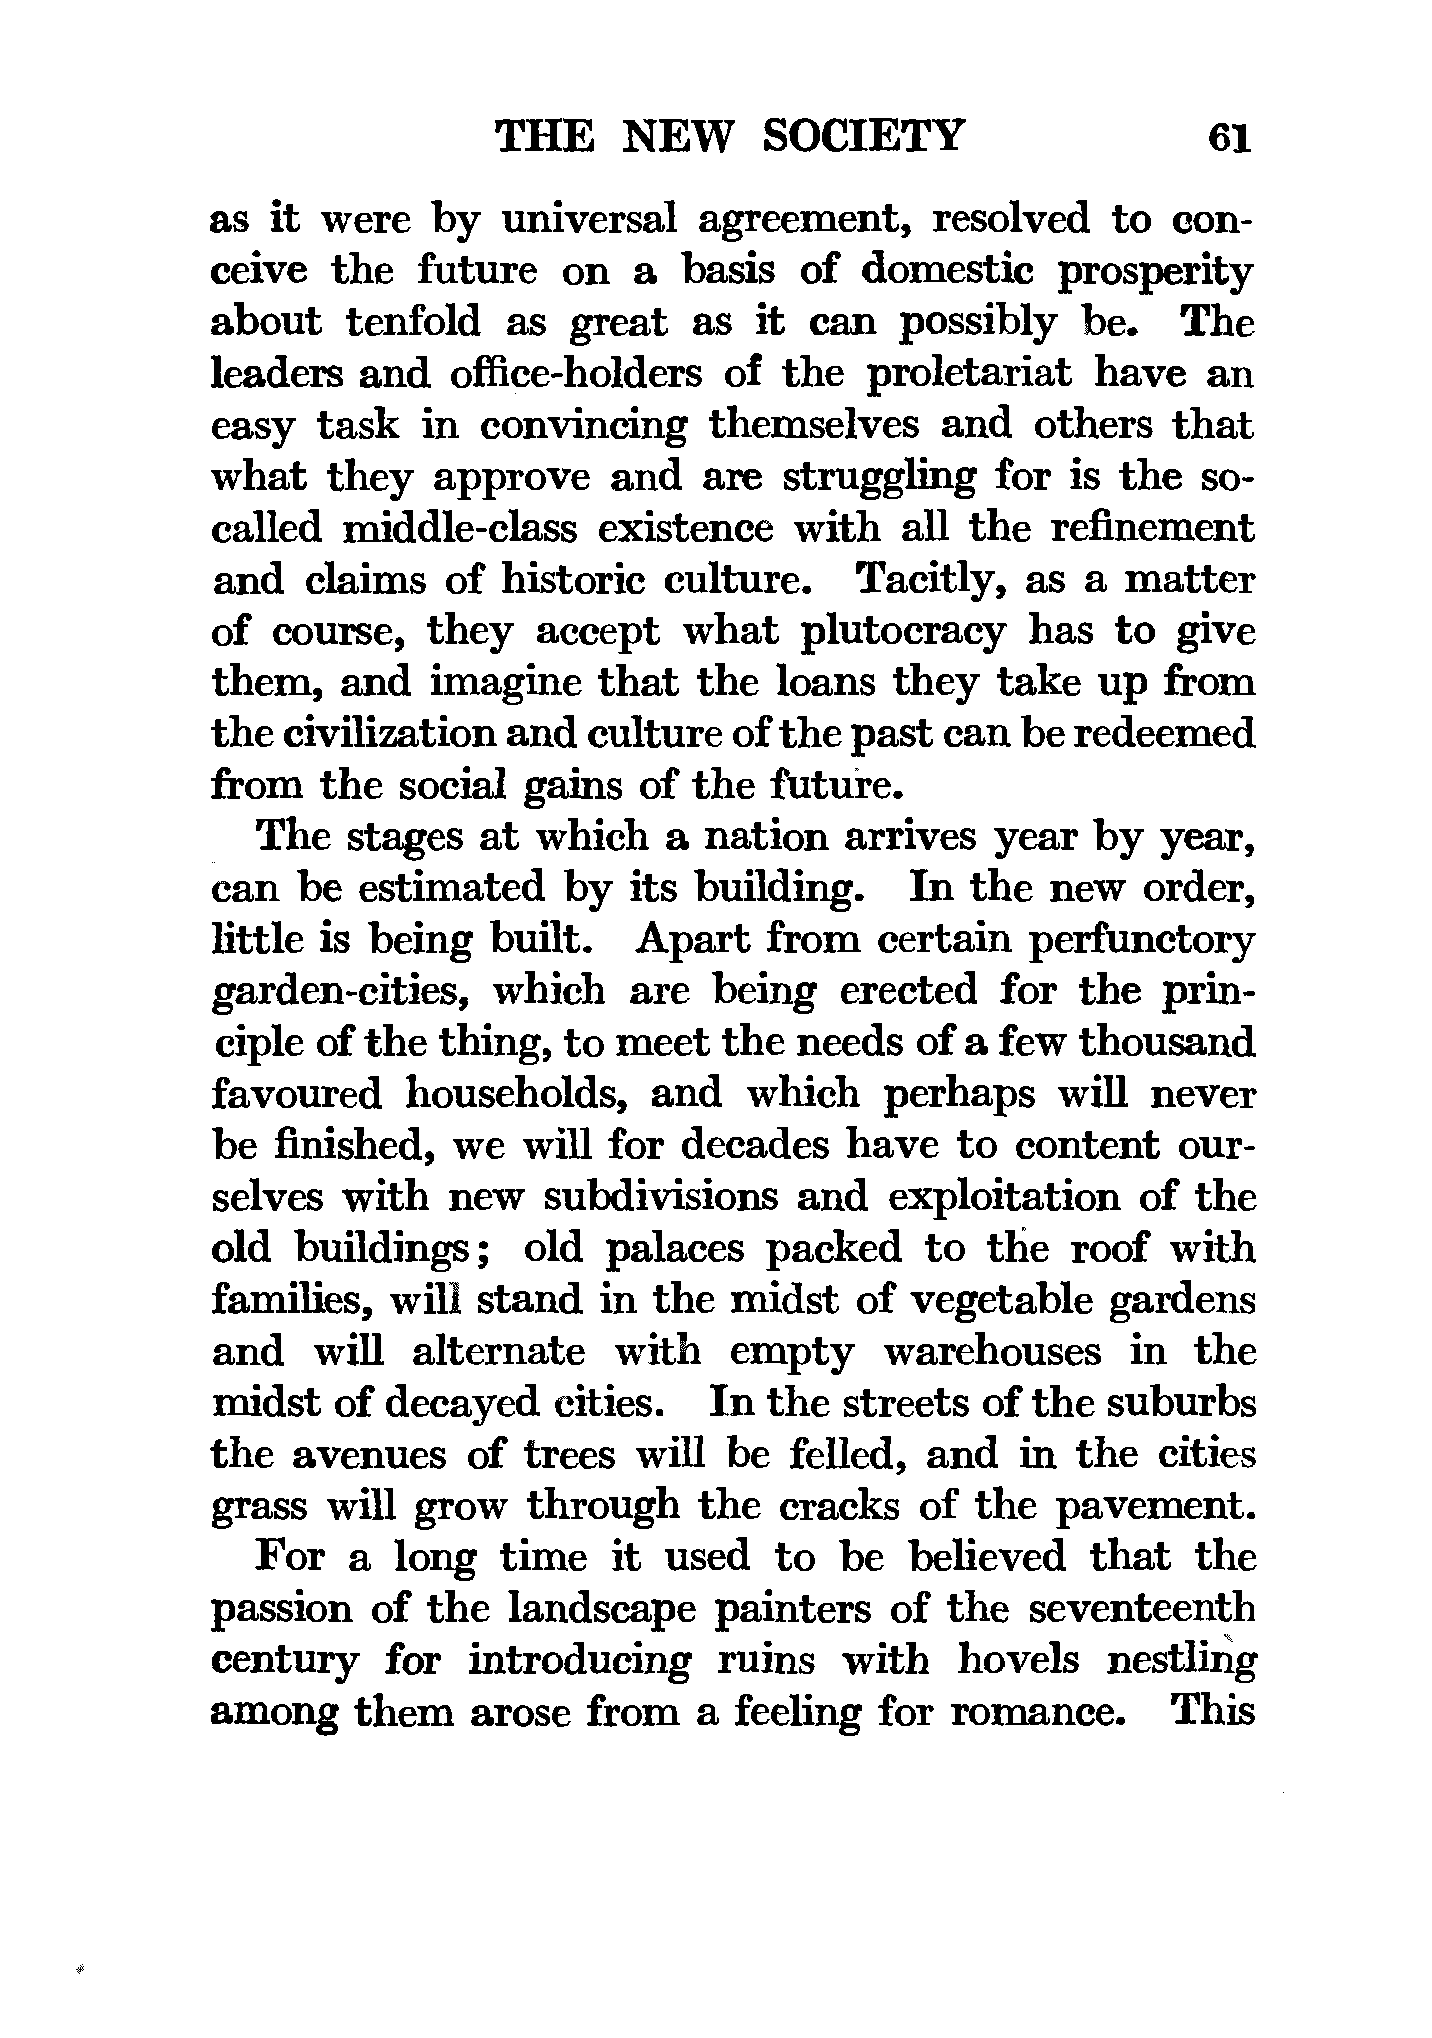 THE NEW SOCIETY 61
as it were by universal agreement, resolved to con-
ceive the future on a basis of domestic prosperity
about tenfold as great as it can possibly be. The
leaders and office-holders of the proletariat have an
easy task in convincing themselves and others that
what they approve and are struggling for is the so-
called middle-class existence with all the refinement
and claims of historic culture. Tacitly, as a matter
of course, they accept what plutocracy has to give
them, and imagine that the loans they take up from
the civilization and culture of the past can be redeemed
from the social gains of the future.
The stages at which a nation arrives year by year,
can be estimated by its building. In the new order,
little is being built. Apart from certain perfunctory
garden-cities, which are being erected for the prin-
ciple of the thing, to meet the needs of a few thousand
favoured households, and which perhaps will never
be finished, we will for decades have to content our-
selves with new subdivisions and exploitation of the
old buildings; old palaces packed to the roof with
families, will stand in the midst of vegetable gardens
and will alternate with empty warehouses in the
midst of decayed cities. In the streets of the suburbs
the avenues of trees will be felled, and in the cities
grass will grow through the cracks of the pavement.
For a long time it used to be believed that the
passion of the landscape painters of the seventeenth
century for introducing ruins with hovels nestling
among them arose from a feeling for romance. This